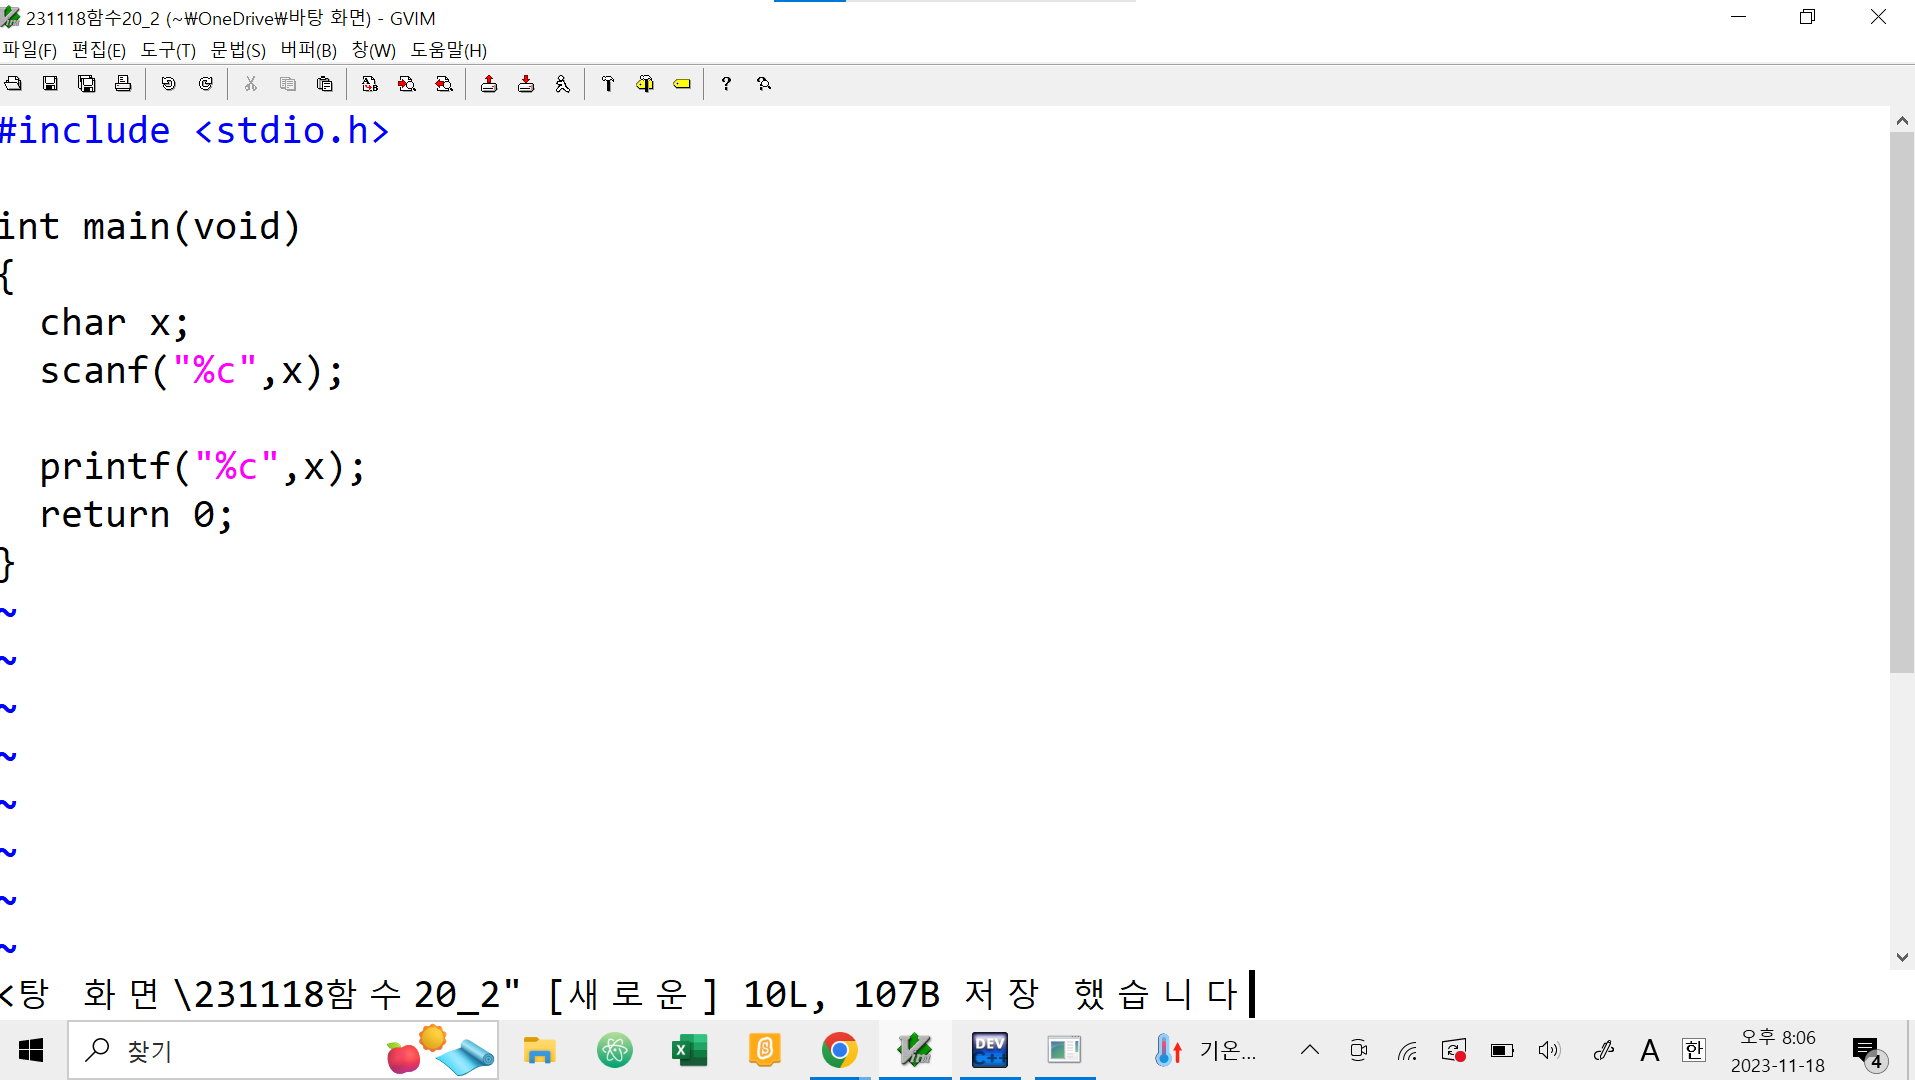 231118함수20_2 (~₩OneDrive₩바탕 화면) - GVIM
파일(F) 편집(E) 도구(T) 문법(S) 버퍼(B) 창(W) 도움말(H)
#include <stdio.h>
int main(void)
{
char x;
scanf("%c",x);
printf("%c",x);
return 0;
}
~
~
~
~
~
~
~
~
<탕 화면\231118함수20_2" [새로운] 10L, 107B 저장 했습니다
찾기
기온...
A
한
오후 8:06
2023-11-18
4